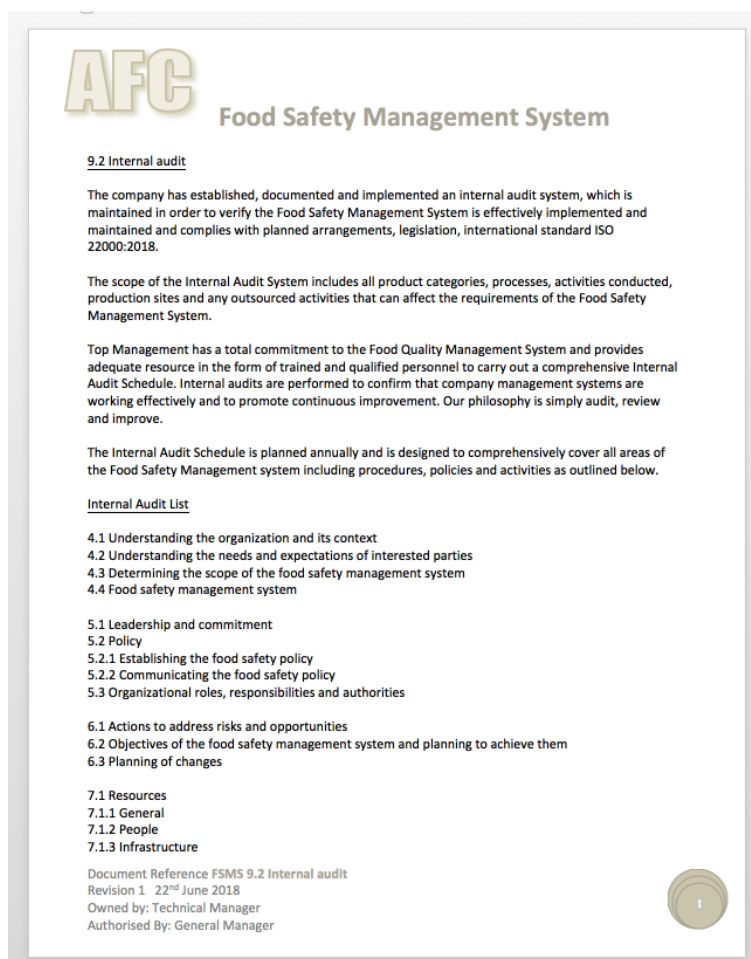 AFC
Food Safety Management System
9.2 Internal audit
The company has established, documented and implemented an internal audit system, which is
maintained in order to verify the Food Safety Management System is effectively implemented and
maintained and complies with planned arrangements, legislation, international standard ISO
22000:2018.
The scope of the Internal Audit System includes all product categories, processes, activities conducted,
production sites and any outsourced activities that can affect the requirements of the Food Safety
Management System.
Top Management has a total commitment to the Food Quality Management System and provides
adequate resource in the form of trained and qualified personnel to carry out a comprehensive Internal
Audit Schedule. Internal audits are performed to confirm that company management systems are
working effectively and to promote continuous improvement. Our philosophy is simply audit, review
and improve.
The Internal Audit Schedule is planned annually and is designed to comprehensively cover all areas of
the Food Safety Management system including procedures, policies and activities as outlined below.
Internal Audit List
4.1 Understanding the organization and its context
4.2 Understanding the needs and expectations of interested parties
4.3 Determining the scope of the food safety management system
4.4 Food safety management system
5.1 Leadership and commitment
5.2 Policy
5.2.1 Establishing the food safety policy
5.2.2 Communicating the food safety policy
5.3 Organizational roles, responsibilities and authorities
6.1 Actions to address risks and opportunities
6.2 Objectives of the food safety management system and planning to achieve them
6.3 Planning of changes
7.1 Resources
7.1.1 General
7.1.2 People
7.1.3 Infrastructure
Document Reference FSMS 9.2 Internal audit
Revision 1 22nd June 2018
Owned by: Technical Manager
Authorised By: General Manager
1